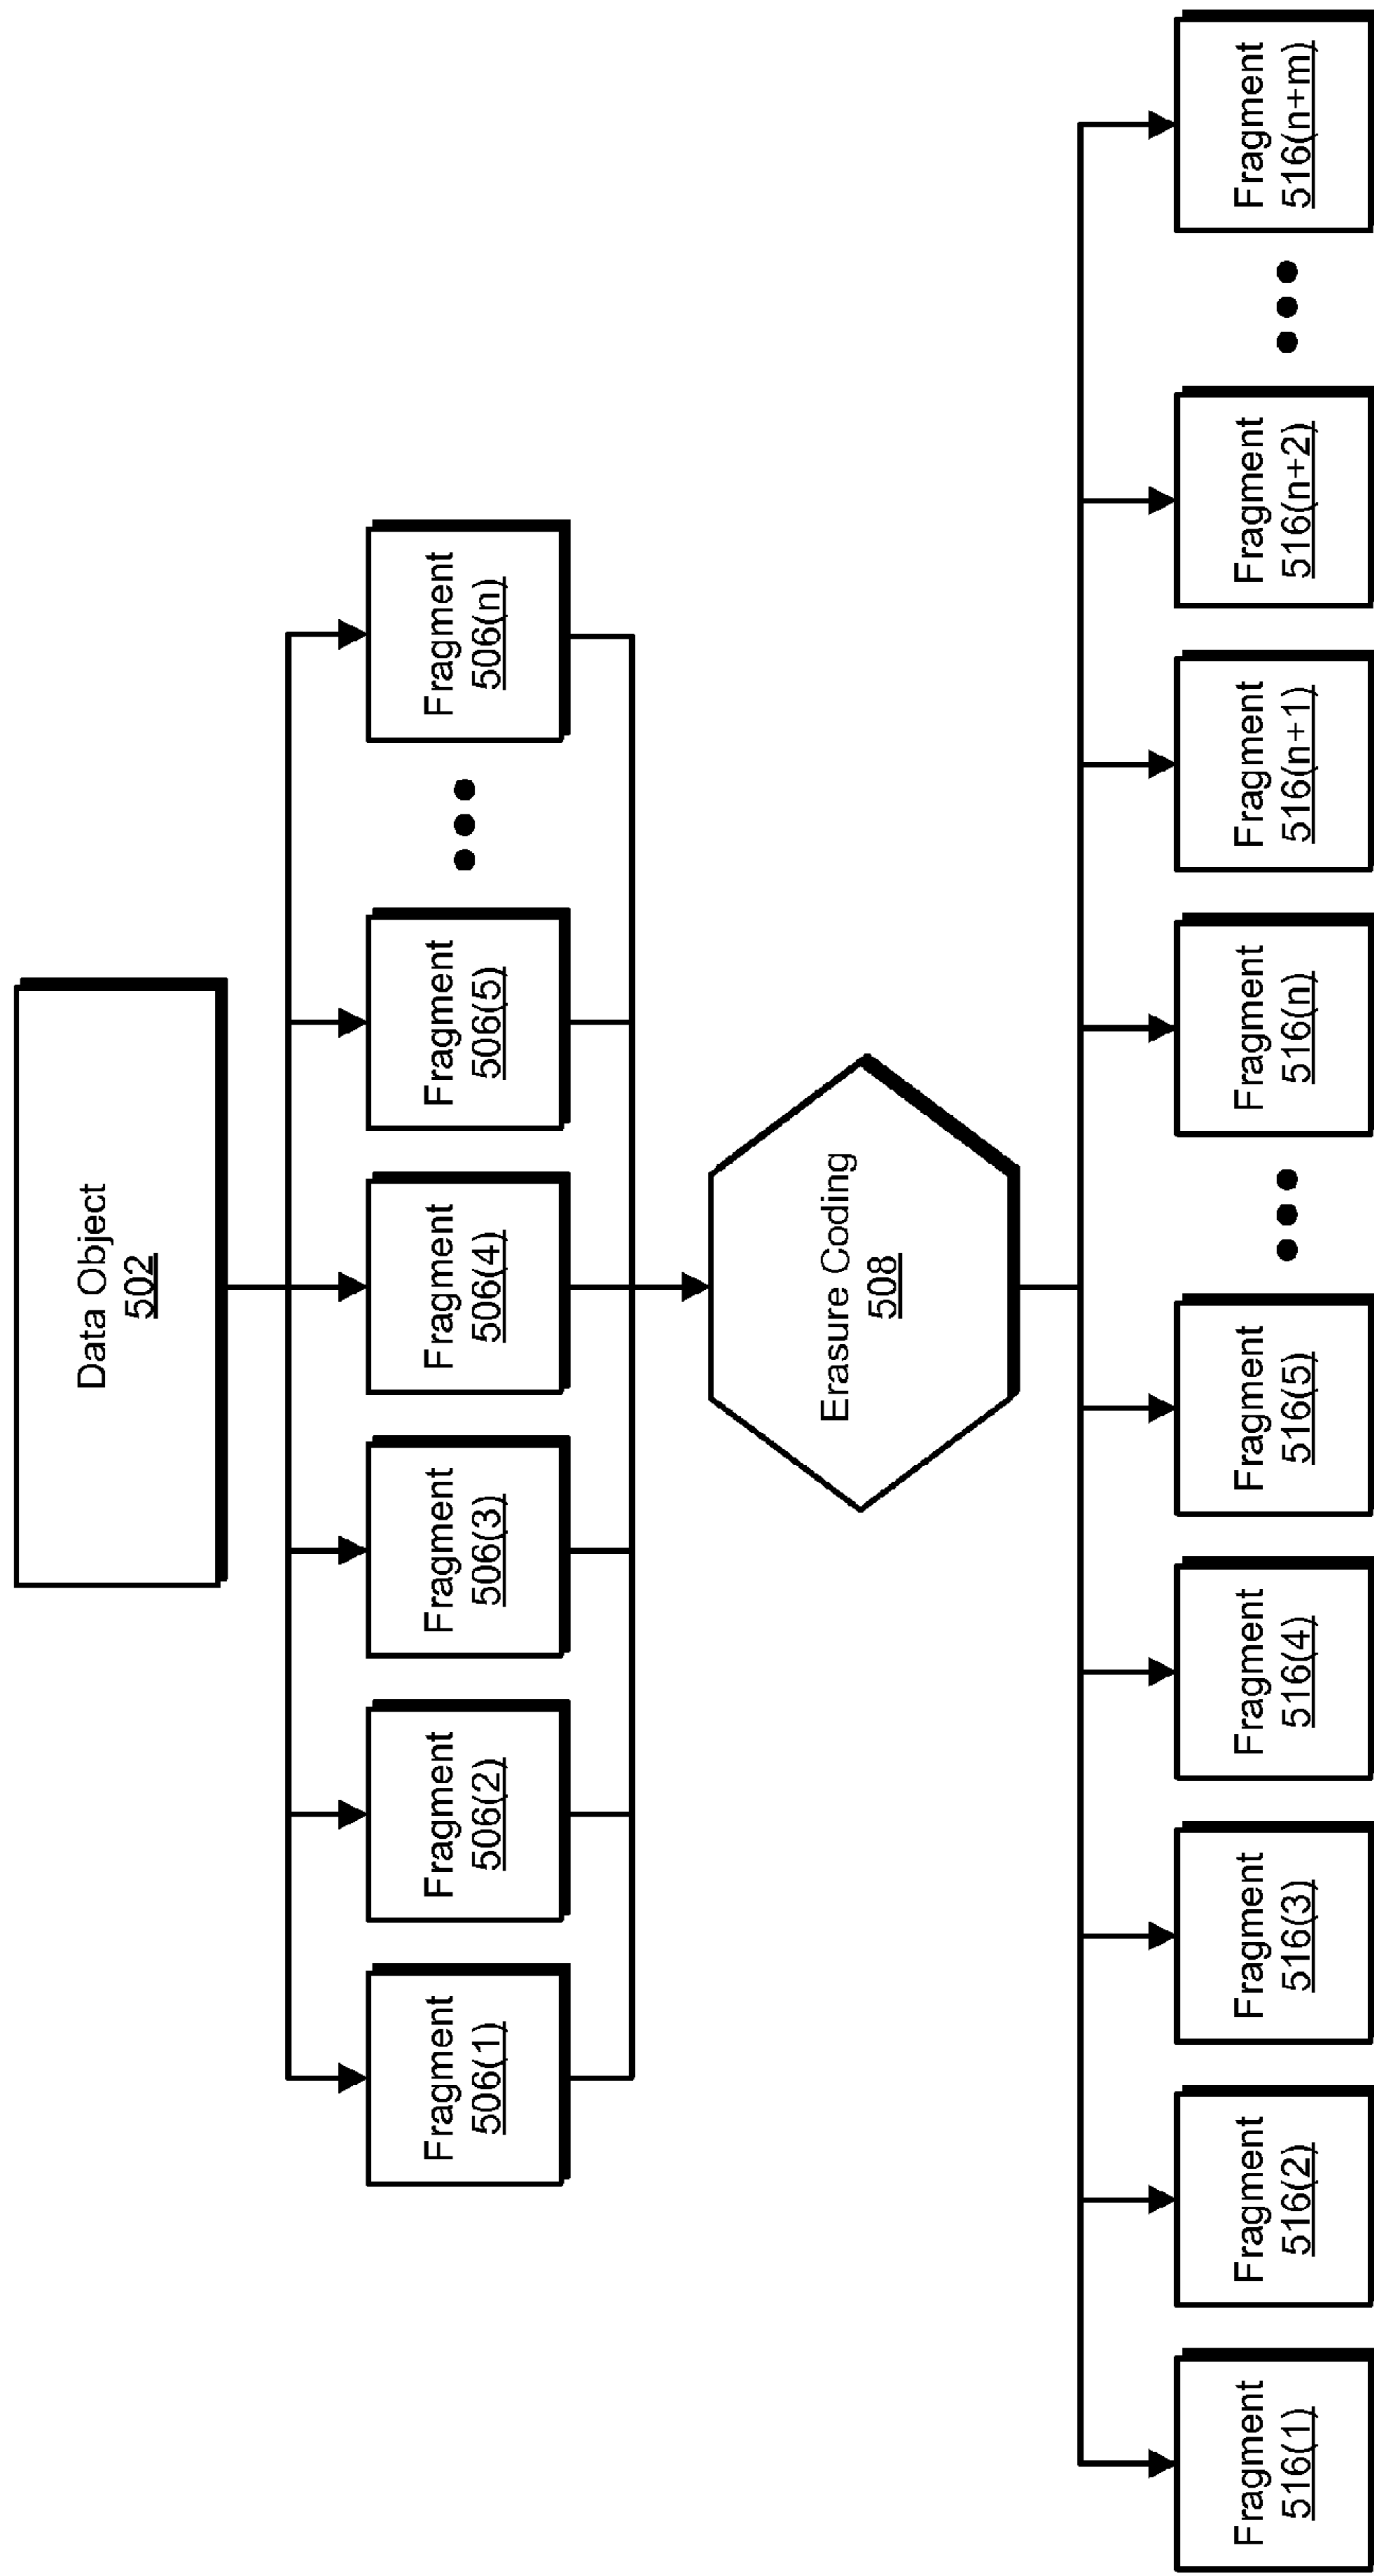 Data Object
502
Fragment
506(1)
Fragment
506(2)
Fragment
506(3)
Fragment
506(4)
Fragment
506(5)
Fragment
506(n)
Erasure Coding
508
Fragment
516(1)
Fragment
516(2)
Fragment
516(3)
Fragment
516(4)
Fragment
516(5)
Fragment
516(n)
Fragment
516(n+1)
Fragment
516(n+2)
Fragment
516(n+m)